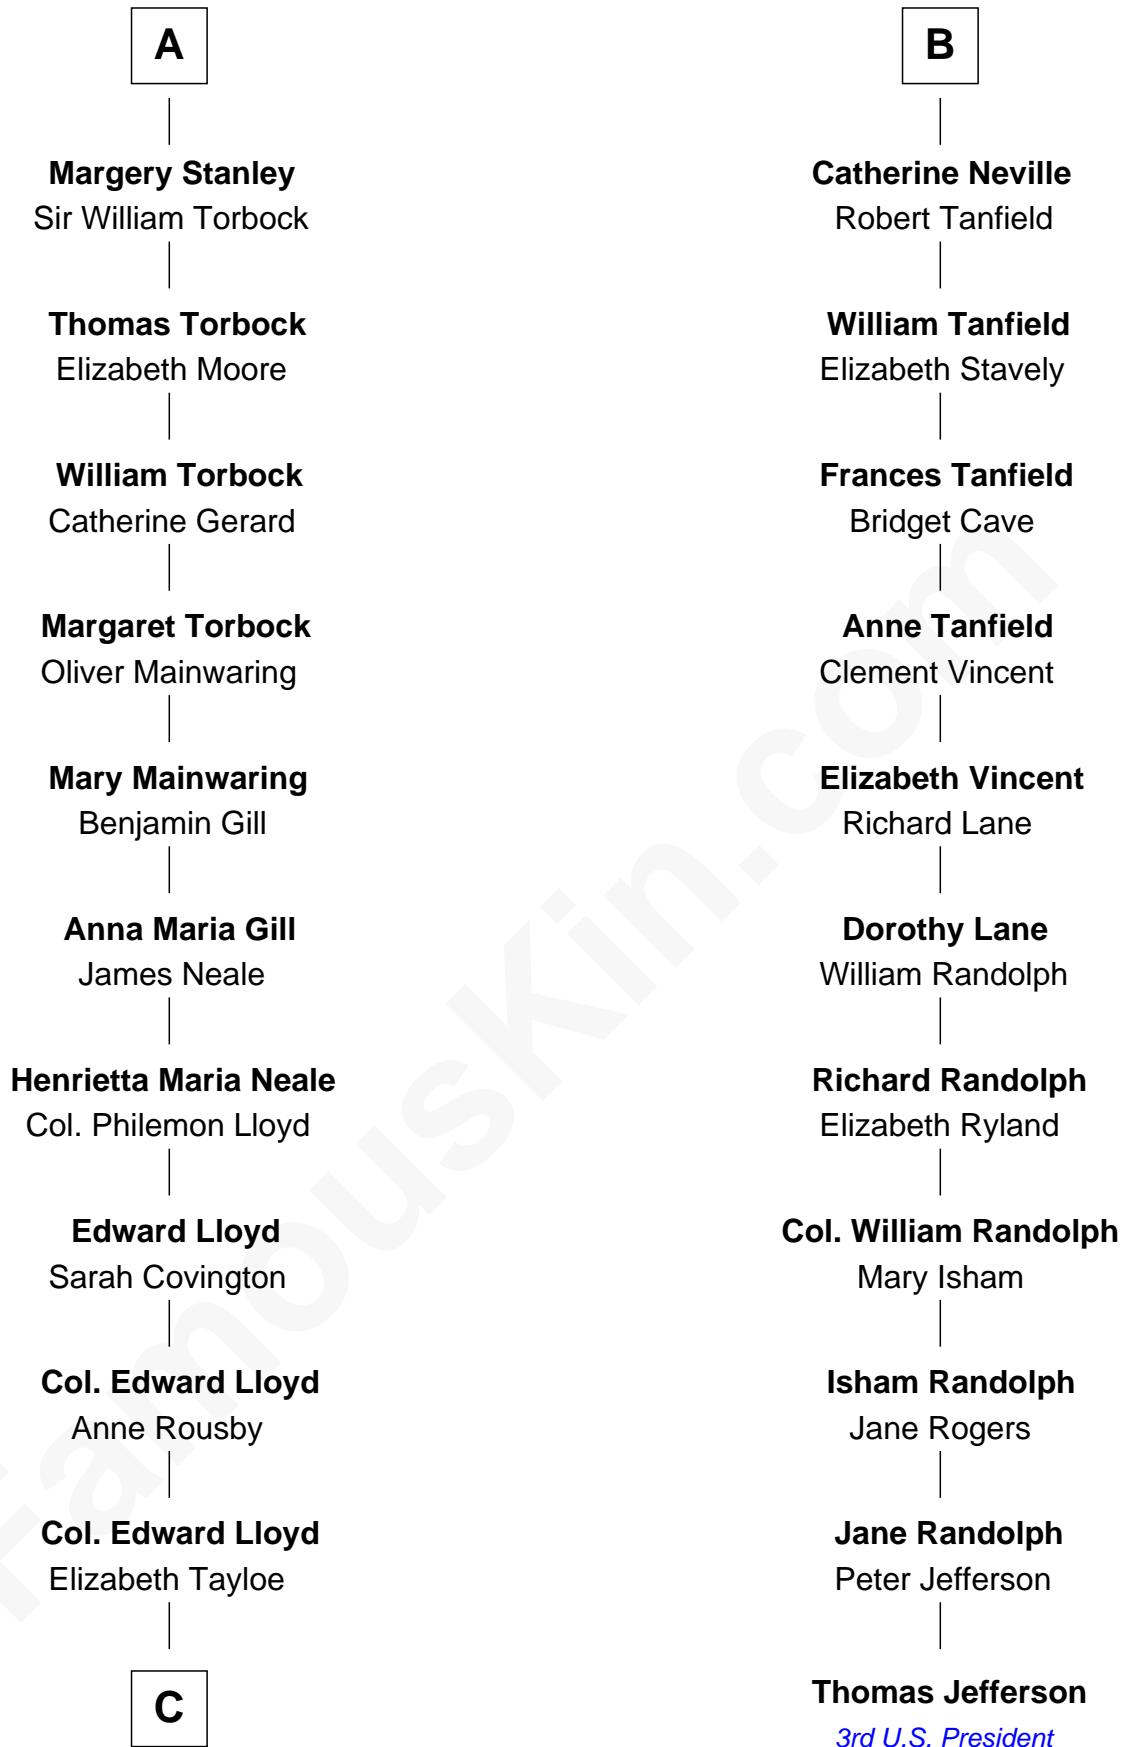 A
Margery Stanley
Sir William Torbock
Thomas Torbock
Elizabeth Moore
William Torbock
Catherine Gerard
Margaret Torbock
Oliver Mainwaring
Mary Mainwaring
Benjamin Gill
Anna Maria Gill
James Neale
Henrietta Maria Neale
Col. Philemon Lloyd
Edward Lloyd
Sarah Covington
Col. Edward Lloyd
Anne Rousby
Col. Edward Lloyd
Elizabeth Tayloe
C
B
Catherine Neville
Robert Tanfield
William Tanfield
Elizabeth Stavely
Frances Tanfield
Bridget Cave
Anne Tanfield
Clement Vincent
Elizabeth Vincent
Richard Lane
Dorothy Lane
William Randolph
Richard Randolph
Elizabeth Ryland
Col. William Randolph
Mary Isham
Isham Randolph
Jane Rogers
Jane Randolph
Peter Jefferson
Thomas Jefferson
3rd U.S. President
FamousKin.com